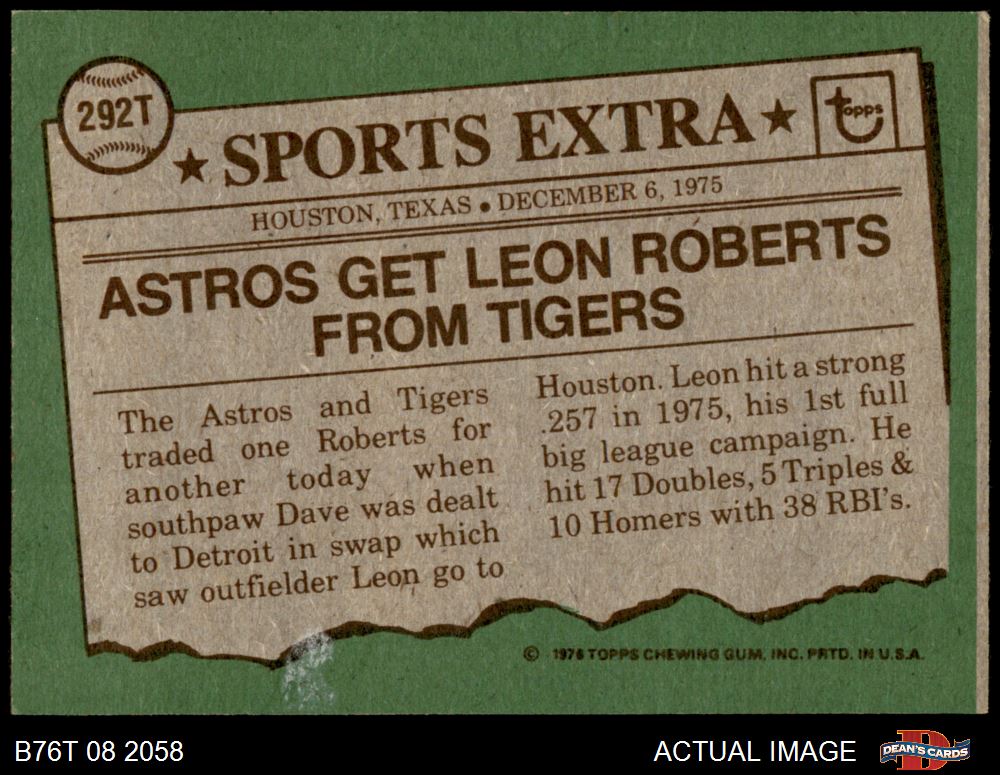 292T
★ SPORTS EXTRA ★
topps
HOUSTON, TEXAS • DECEMBER 6, 1975
ASTROS GET LEON ROBERTS
FROM TIGERS
The Astros and Tigers
traded one Roberts for
another today when
southpaw Dave was dealt
to Detroit in swap which
saw outfielder Leon go to
Houston. Leon hit a strong
.257 in 1975, his 1st full
big league campaign. He
hit 17 Doubles, 5 Triples &
10 Homers with 38 RBI's.
© 1976 TOPPS CHEWING GUM, INC. PRTD. IN U.S.A.
B76T 08 2058
ACTUAL IMAGE
DEAN'S CARDS